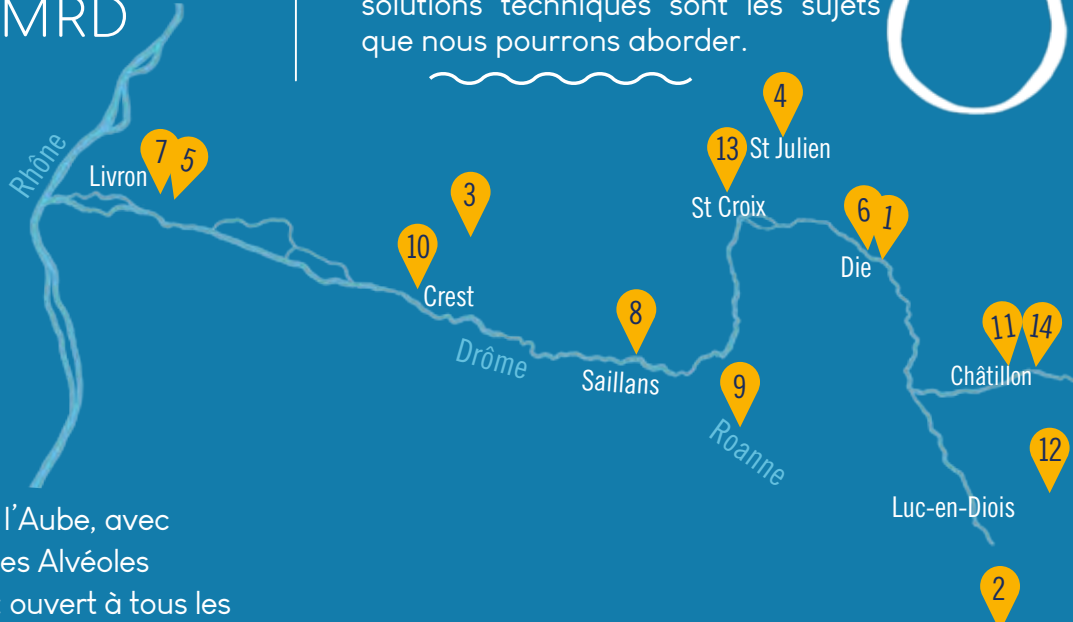 MRD
solutions techniques sont les sujets
que nous pourrons aborder.
4
13
St Julien
7
5
Rhône
Livron
3
St Croix
6
1
10
Die
Crest
8
11
14
Drôme
Saillans
9
Châtillon
Roanne
12
Luc-en-Diois
l'Aube, avec
es Alvéoles
ouvert à tous les
2